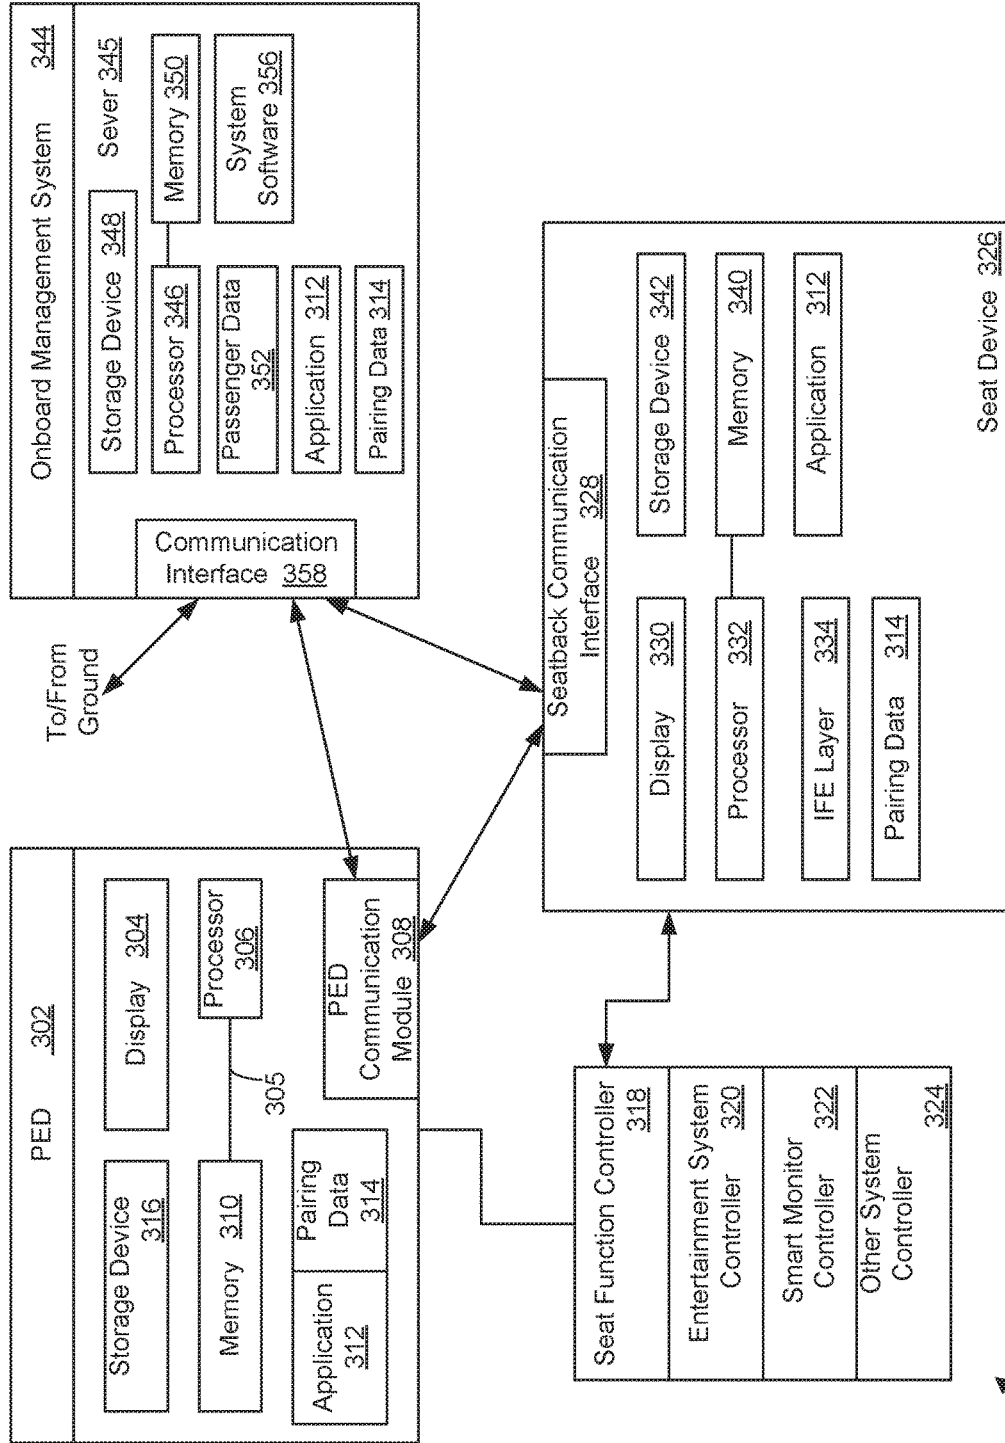 PED 302
Storage Device
316
Display 304
Memory 310
Processor
306
305
Application
312
Pairing
Data
314
PED
Communication
Module 308
To/From
Ground
Onboard Management System 344
Storage Device 348
Sever 345
Processor 346
Memory 350
Passenger Data
352
System
Software 356
Application 312
Pairing Data 314
Communication
Interface 358
Seat Function Controller
318
Entertainment System
Controller 320
Smart Monitor
Controller 322
Other System
Controller 324
Seatback Communication
Interface 328
Display 330
Storage Device 342
Processor 332
Memory 340
IFE Layer 334
Application 312
Pairing Data 314
Seat Device 326